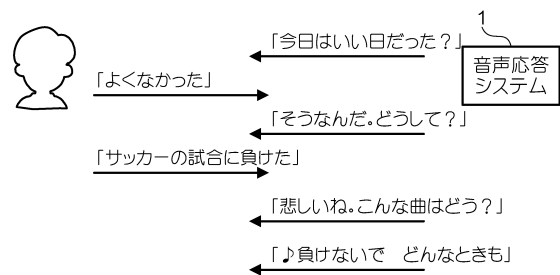 1
「今日はいい日だった？」
音声応答
システム
「よくなかった」
「そうなんだ。どうして？」
「サッカーの試合に負けた」
「悲しいね。こんな曲はどう？」
「♪負けないで　どんなときも」